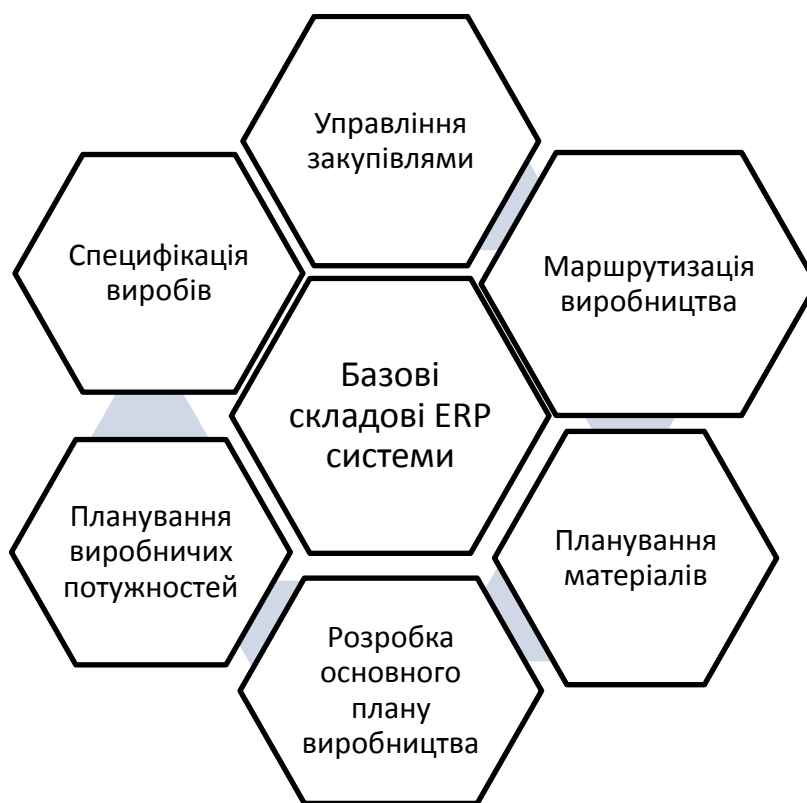 Управління
закупівлями
Специфікація
виробів
Маршрутизація
виробництва
Базові
складові ERP
системи
Планування
виробничих
потужностей
Планування
матеріалів
Розробка
основного
плану
виробництва